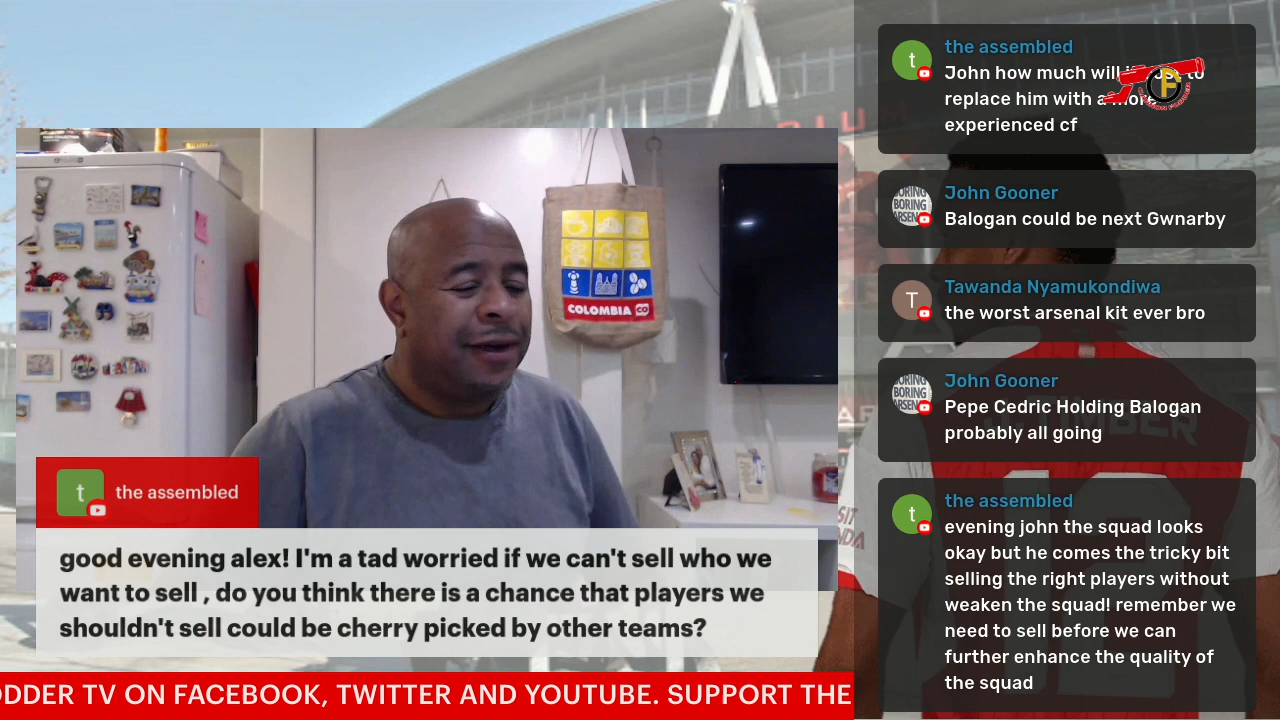 the assembled
John how much will
replace him with a more
experienced cf
John Gooner
Balogan could be next Gwnarby
Tawanda Nyamukondiwa
the worst arsenal kit ever bro
John Gooner
Pepe Cedric Holding Balogan
probably all going
the assembled
evening john the squad looks
okay but he comes the tricky bit
selling the right players without
weaken the squad! remember we
need to sell before we can
further enhance the quality of
the squad
COLOMBIA CO
t
the assembled
good evening alex! I'm a tad worried if we can't sell who we
want to sell , do you think there is a chance that players we
shouldn't sell could be cherry picked by other teams?
TV ON FACEBOOK, TWITTER AND YOUTUBE. SUPPORT THE